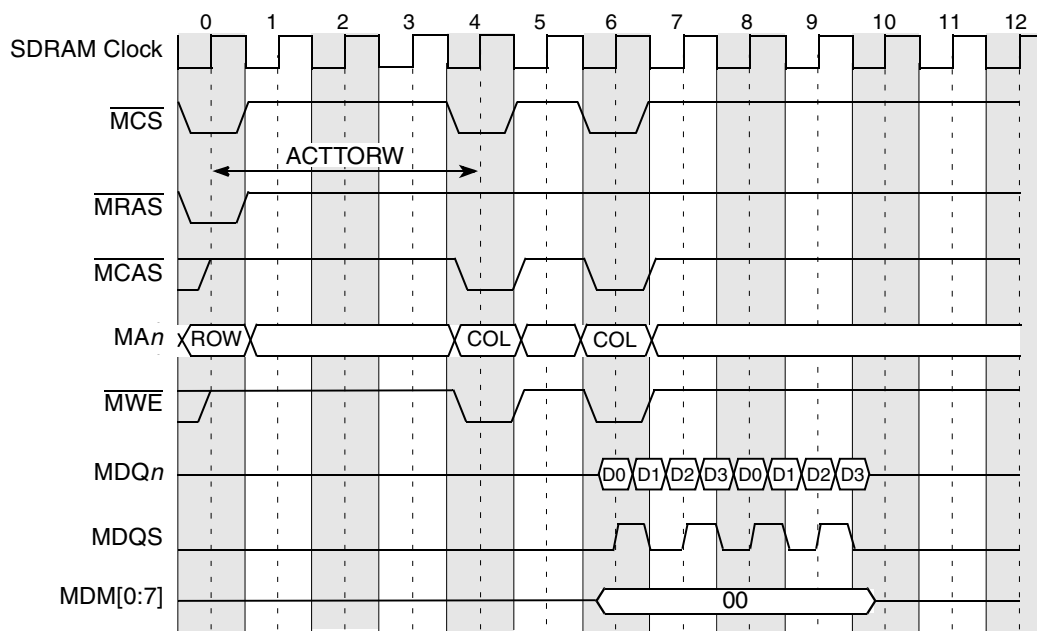 0 1 2 3 4 5 6 7 8 9 10 11 12
SDRAM Clock
MCS
ACTTORW
MRAS
MCAS
MAn ROW COL COL
MWE
MDQn D0 D1 D2 D3 D0 D1 D2 D3
MDQS
MDM[0:7] 00